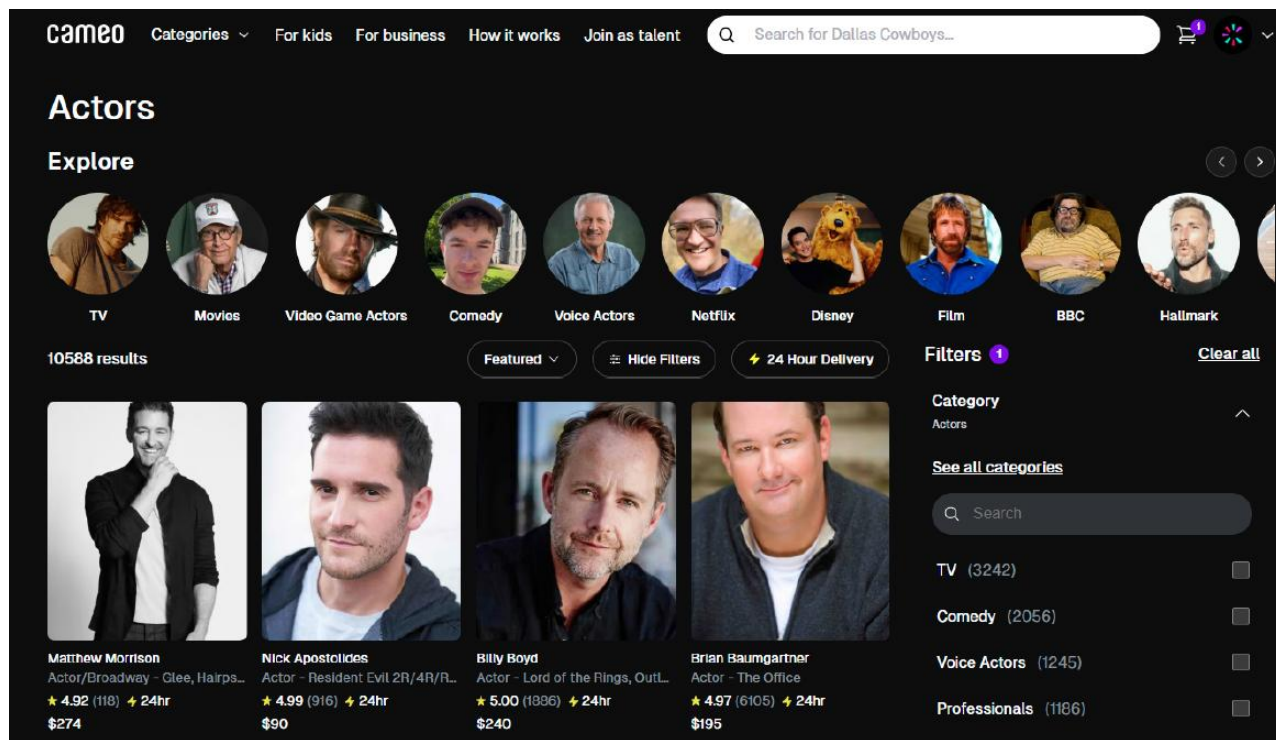 cameo Categories For kids For business How it works Join as talent Search for Dallas Cowboys... 1
Actors
Explore
TV Movies Video Game Actors Comedy Voice Actors Netflix Disney Film BBC Hallmark
10588 results Featured Hide Filters 24 Hour Delivery
Filters 1 Clear all
Category
Actors
See all categories
Search
TV (3242)
Comedy (2056)
Voice Actors (1245)
Professionals (1186)
Matthew Morrison
Actor/Broadway - Glee, Hairps...
4.92 (118) 24hr
$274
Nick Apostolides
Actor - Resident Evil 2R/4R/R...
4.99 (916) 24hr
$90
Billy Boyd
Actor - Lord of the Rings, Outl...
5.00 (1886) 24hr
$240
Brian Baumgartner
Actor - The Office
4.97 (6105) 24hr
$195